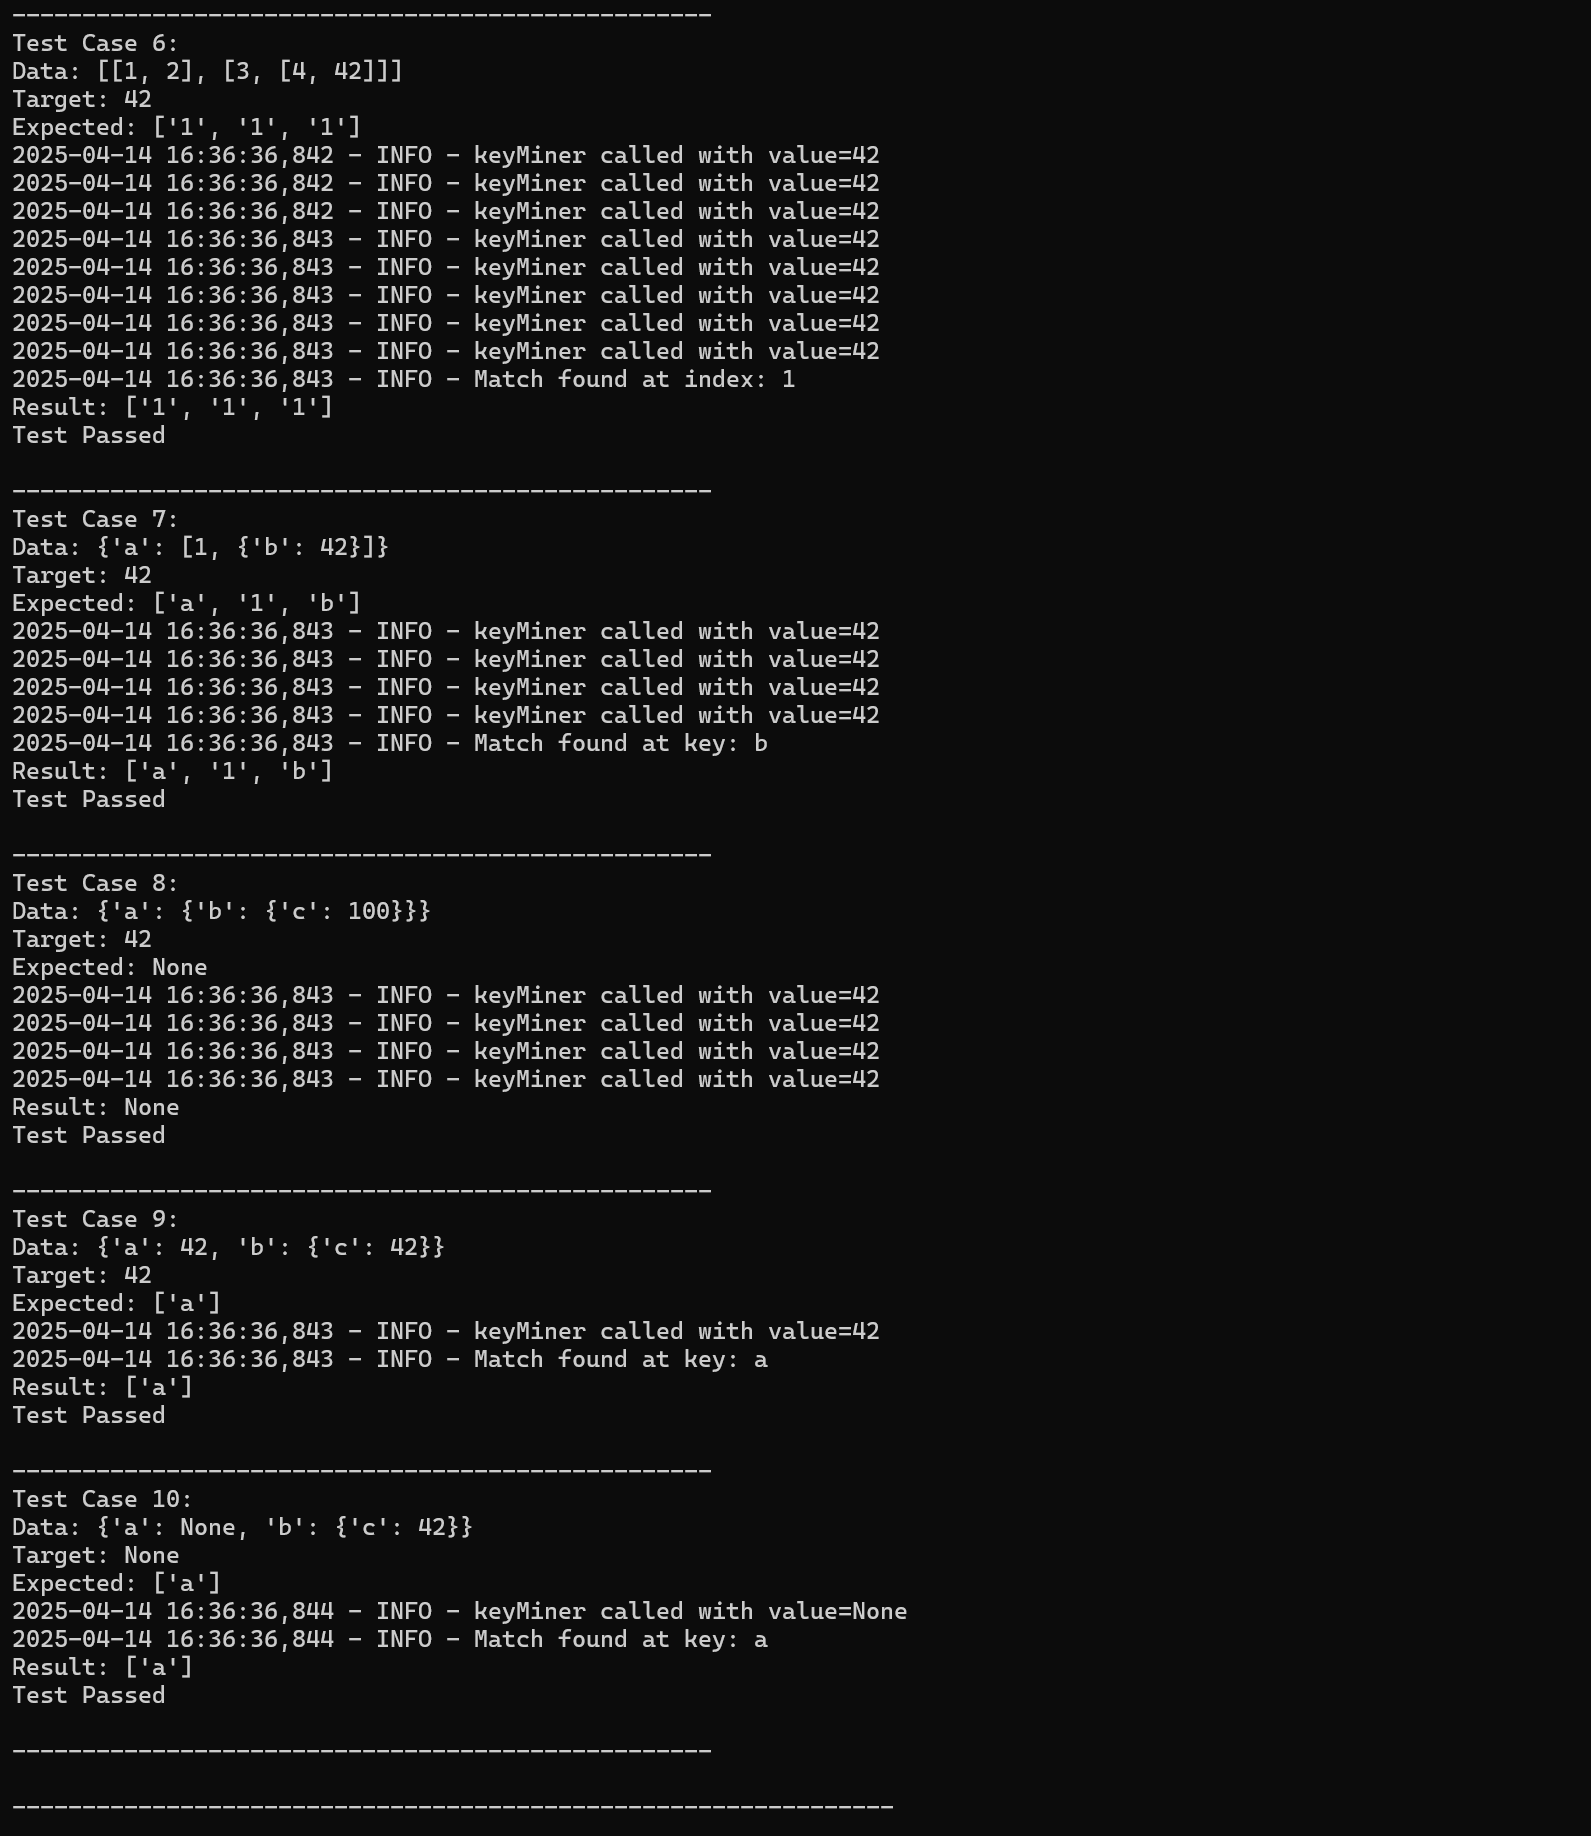 --------------------------------------------------
Test Case 6:
Data: [[1, 2], [3, [4, 42]]]
Target: 42
Expected: ['1', '1', '1']
2025-04-14 16:36:36,842 - INFO - keyMiner called with value=42
2025-04-14 16:36:36,842 - INFO - keyMiner called with value=42
2025-04-14 16:36:36,842 - INFO - keyMiner called with value=42
2025-04-14 16:36:36,843 - INFO - keyMiner called with value=42
2025-04-14 16:36:36,843 - INFO - keyMiner called with value=42
2025-04-14 16:36:36,843 - INFO - keyMiner called with value=42
2025-04-14 16:36:36,843 - INFO - keyMiner called with value=42
2025-04-14 16:36:36,843 - INFO - keyMiner called with value=42
2025-04-14 16:36:36,843 - INFO - Match found at index: 1
Result: ['1', '1', '1']
Test Passed
--------------------------------------------------
Test Case 7:
Data: {'a': [1, {'b': 42}]}
Target: 42
Expected: ['a', '1', 'b']
2025-04-14 16:36:36,843 - INFO - keyMiner called with value=42
2025-04-14 16:36:36,843 - INFO - keyMiner called with value=42
2025-04-14 16:36:36,843 - INFO - keyMiner called with value=42
2025-04-14 16:36:36,843 - INFO - keyMiner called with value=42
2025-04-14 16:36:36,843 - INFO - Match found at key: b
Result: ['a', '1', 'b']
Test Passed
--------------------------------------------------
Test Case 8:
Data: {'a': {'b': {'c': 100}}}
Target: 42
Expected: None
2025-04-14 16:36:36,843 - INFO - keyMiner called with value=42
2025-04-14 16:36:36,843 - INFO - keyMiner called with value=42
2025-04-14 16:36:36,843 - INFO - keyMiner called with value=42
2025-04-14 16:36:36,843 - INFO - keyMiner called with value=42
Result: None
Test Passed
--------------------------------------------------
Test Case 9:
Data: {'a': 42, 'b': {'c': 42}}
Target: 42
Expected: ['a']
2025-04-14 16:36:36,843 - INFO - keyMiner called with value=42
2025-04-14 16:36:36,843 - INFO - Match found at key: a
Result: ['a']
Test Passed
--------------------------------------------------
Test Case 10:
Data: {'a': None, 'b': {'c': 42}}
Target: None
Expected: ['a']
2025-04-14 16:36:36,844 - INFO - keyMiner called with value=None
2025-04-14 16:36:36,844 - INFO - Match found at key: a
Result: ['a']
Test Passed
--------------------------------------------------
---------------------------------------------------------------